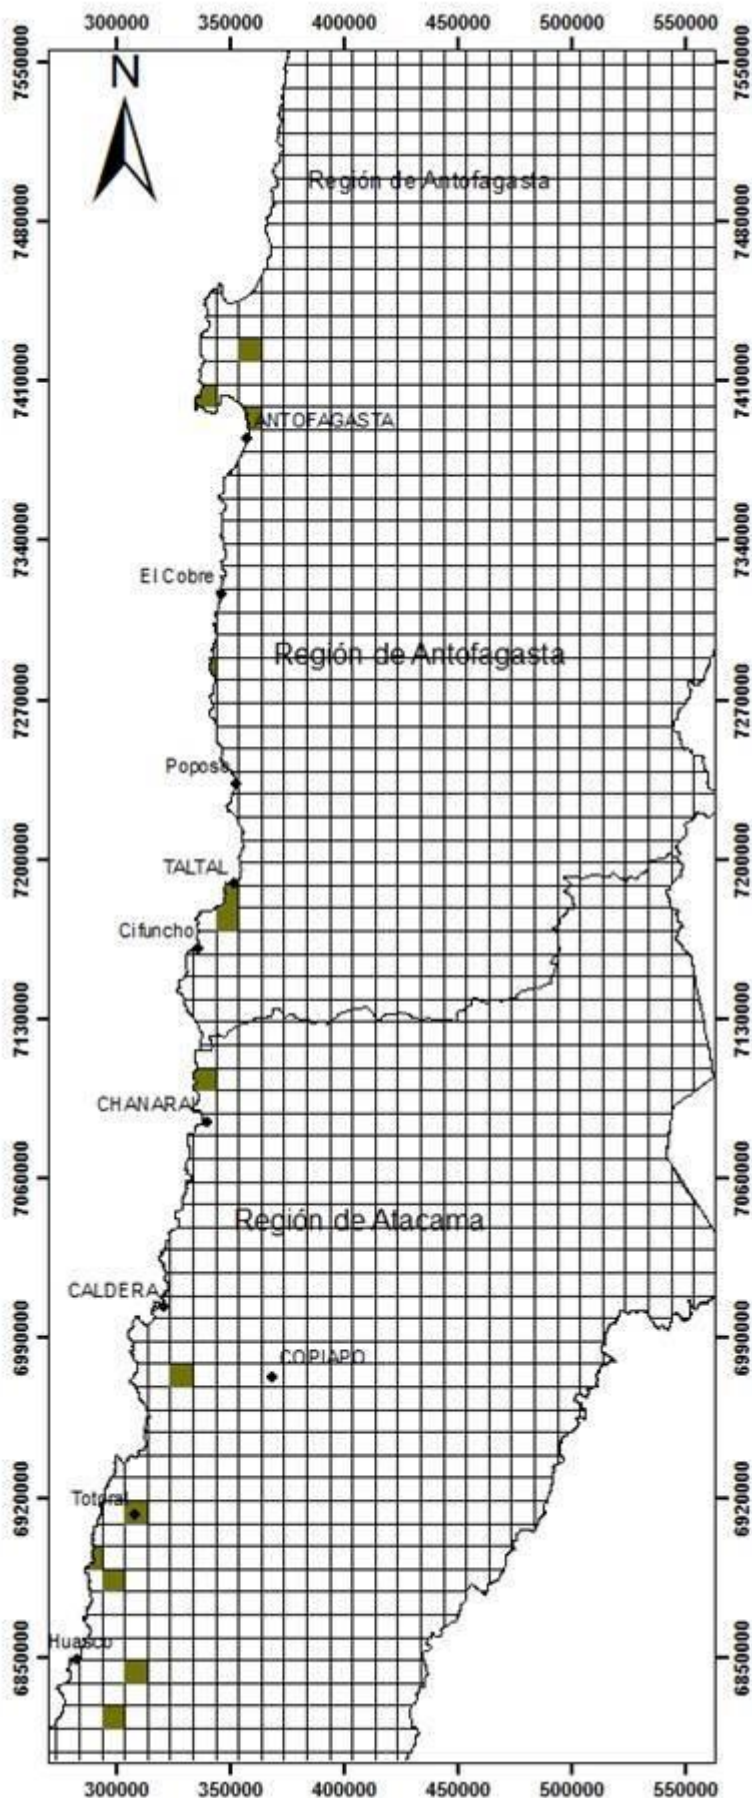 300000 350000 400000 450000 500000 550000
N
7550000 7550000
Región de Antofagasta
7480000 7480000
7410000 7410000
ANTOFAGASTA
7340000 7340000
El Cobre
Región de Antofagasta
7270000 7270000
Poposo
TALTAL
7200000 7200000
Cifuncho
7130000 7130000
CHANARAL
7060000 7060000
Región de Atacama
CALDERA
6990000 6990000
COPIAPO
6920000 6920000
Totoral
Huasco
6850000 6850000
300000 350000 400000 450000 500000 550000